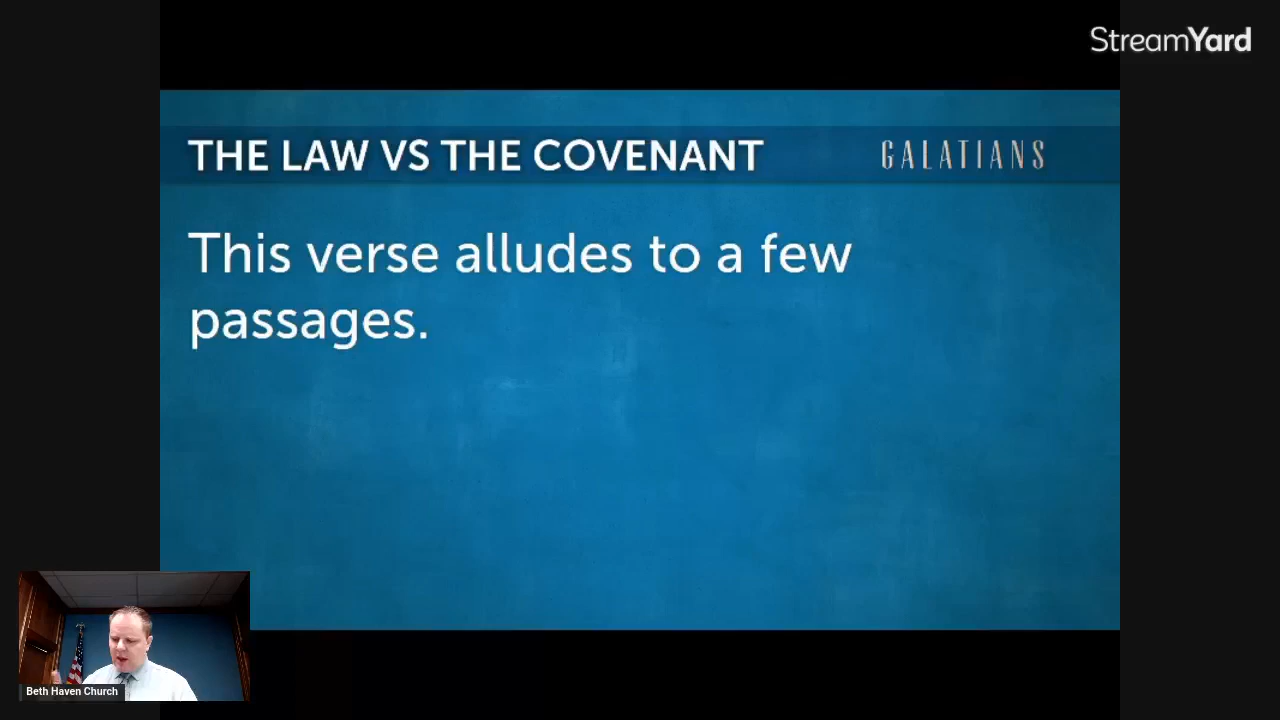 StreamYard
THE LAW VS THE COVENANT
GALATIANS
This verse alludes to a few
passages.
Beth Haven Church